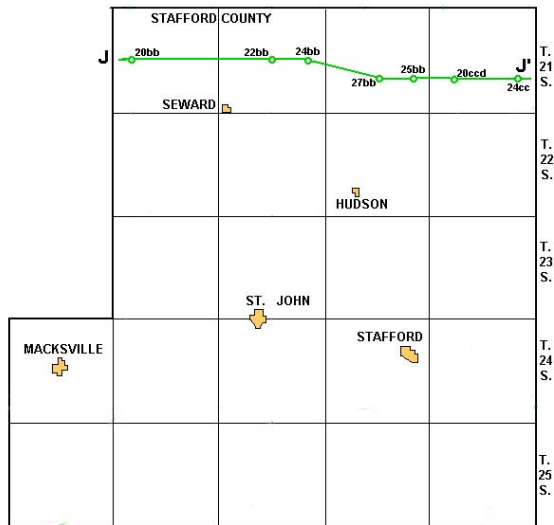 STAFFORD COUNTY
J
20bb
22bb
24bb
27bb
25bb
20ccd
J'
24cc
T.
21
S.
SEWARD
T.
22
S.
HUDSON
T.
23
S.
ST. JOHN
MACKSVILLE
STAFFORD
T.
24
S.
T.
25
S.